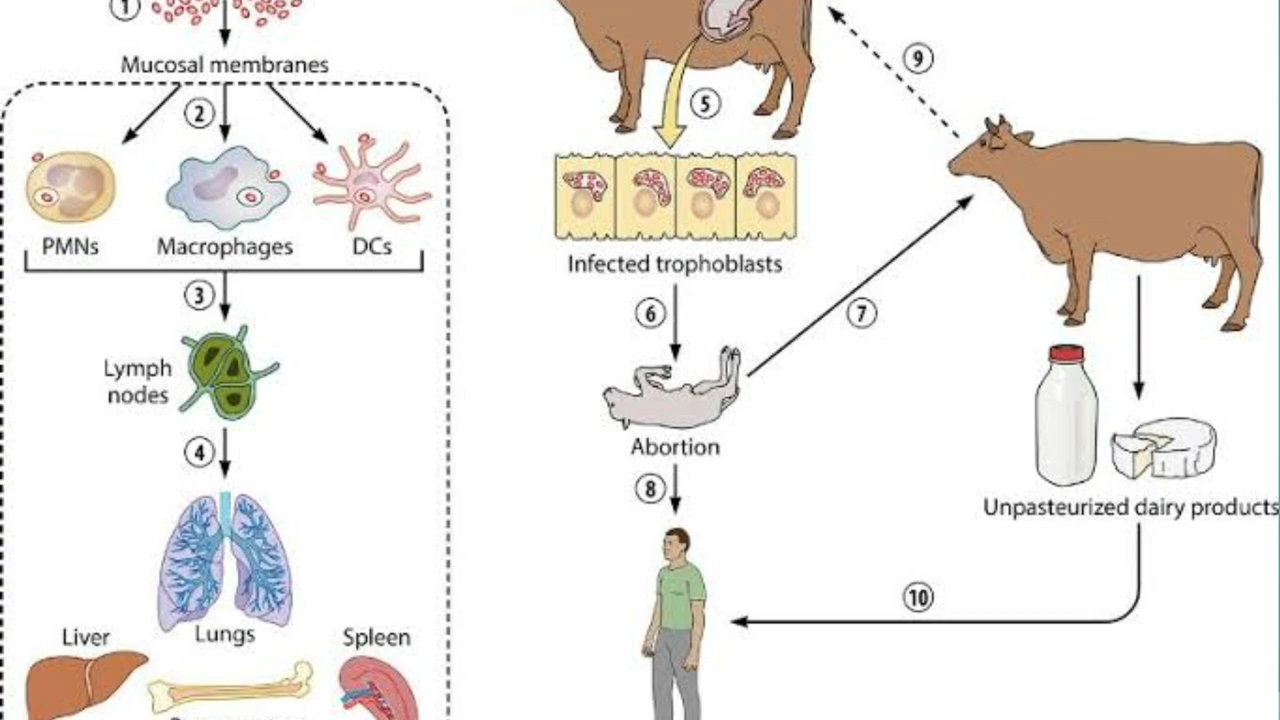 1
Mucosal membranes
2
PMNs
Macrophages
DCs
3
Lymph
nodes
4
Lungs
Liver
Spleen
5
Infected trophoblasts
6
Abortion
7
8
9
Unpasteurized dairy products
10